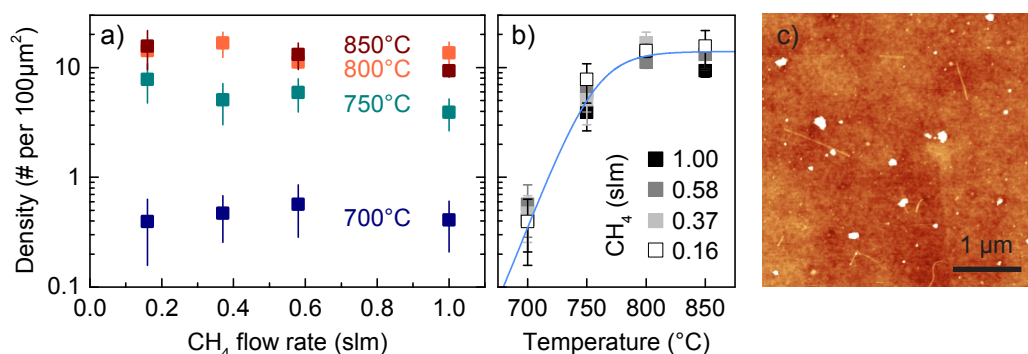 a)
850°C
800°C
750°C
700°C
Density (# per 100µm²)
10
1
0.1
0.0 0.2 0.4 0.6 0.8 1.0
CH₄ flow rate (slm)
b)
CH₄ (slm)
1.00
0.58
0.37
0.16
700 750 800 850
Temperature (°C)
c)
1 µm